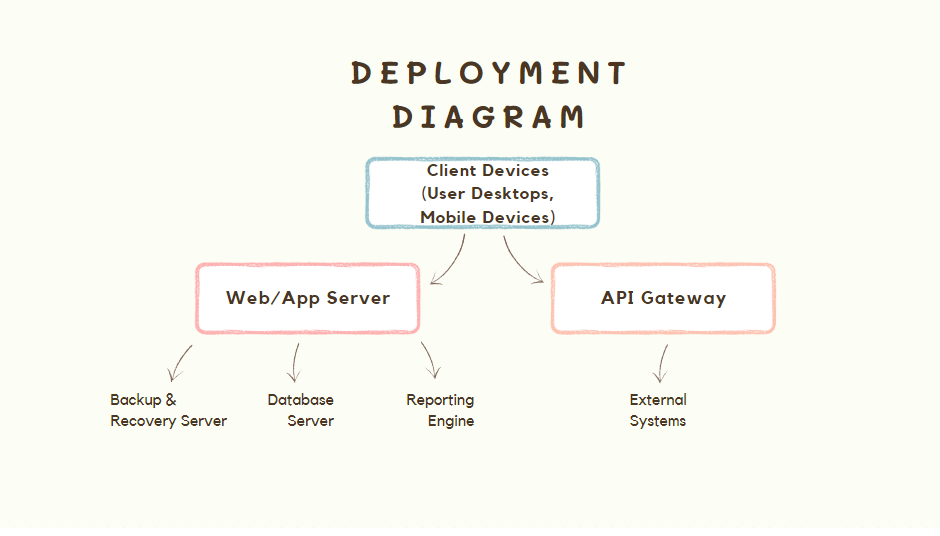 DEPLOYMENT
DIAGRAM
Client Devices
(User Desktops,
Mobile Devices)
Web/App Server
API Gateway
Backup &
Recovery Server
Database
Server
Reporting
Engine
External
Systems